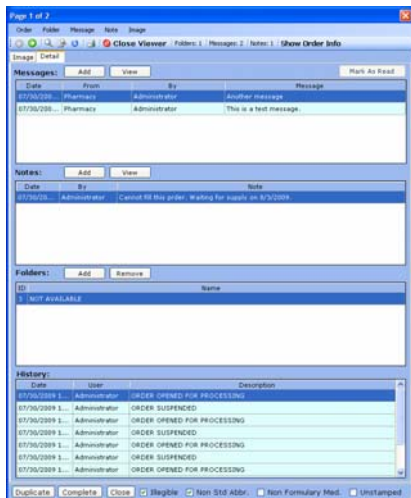 Page 1 of 2
Order Folder Message Note Image
Close Viewer Folders: 1 Messages: 2 Notes: 1 Show Order Info
Image Detail
Messages: Add View Mark As Read
Date From By Message
07/30/200... Pharmacy Administrator Another message
07/30/200... Pharmacy Administrator This is a test message.
Notes: Add View
Date By Note
07/30/20... Administrator Cannot fill this order. Waiting for supply on 8/3/2009.
Folders: Add Remove
ID Name
3 NOT AVAILABLE
History:
Date User Description
07/30/2009 1... Administrator ORDER OPENED FOR PROCESSING
07/30/2009 1... Administrator ORDER SUSPENDED
07/30/2009 1... Administrator ORDER OPENED FOR PROCESSING
07/30/2009 1... Administrator ORDER SUSPENDED
07/30/2009 1... Administrator ORDER OPENED FOR PROCESSING
07/30/2009 1... Administrator ORDER SUSPENDED
07/30/2009 1... Administrator ORDER OPENED FOR PROCESSING
Duplicate Complete Close Illegible Non Std Abbr. Non Formulary Med. Unstamped